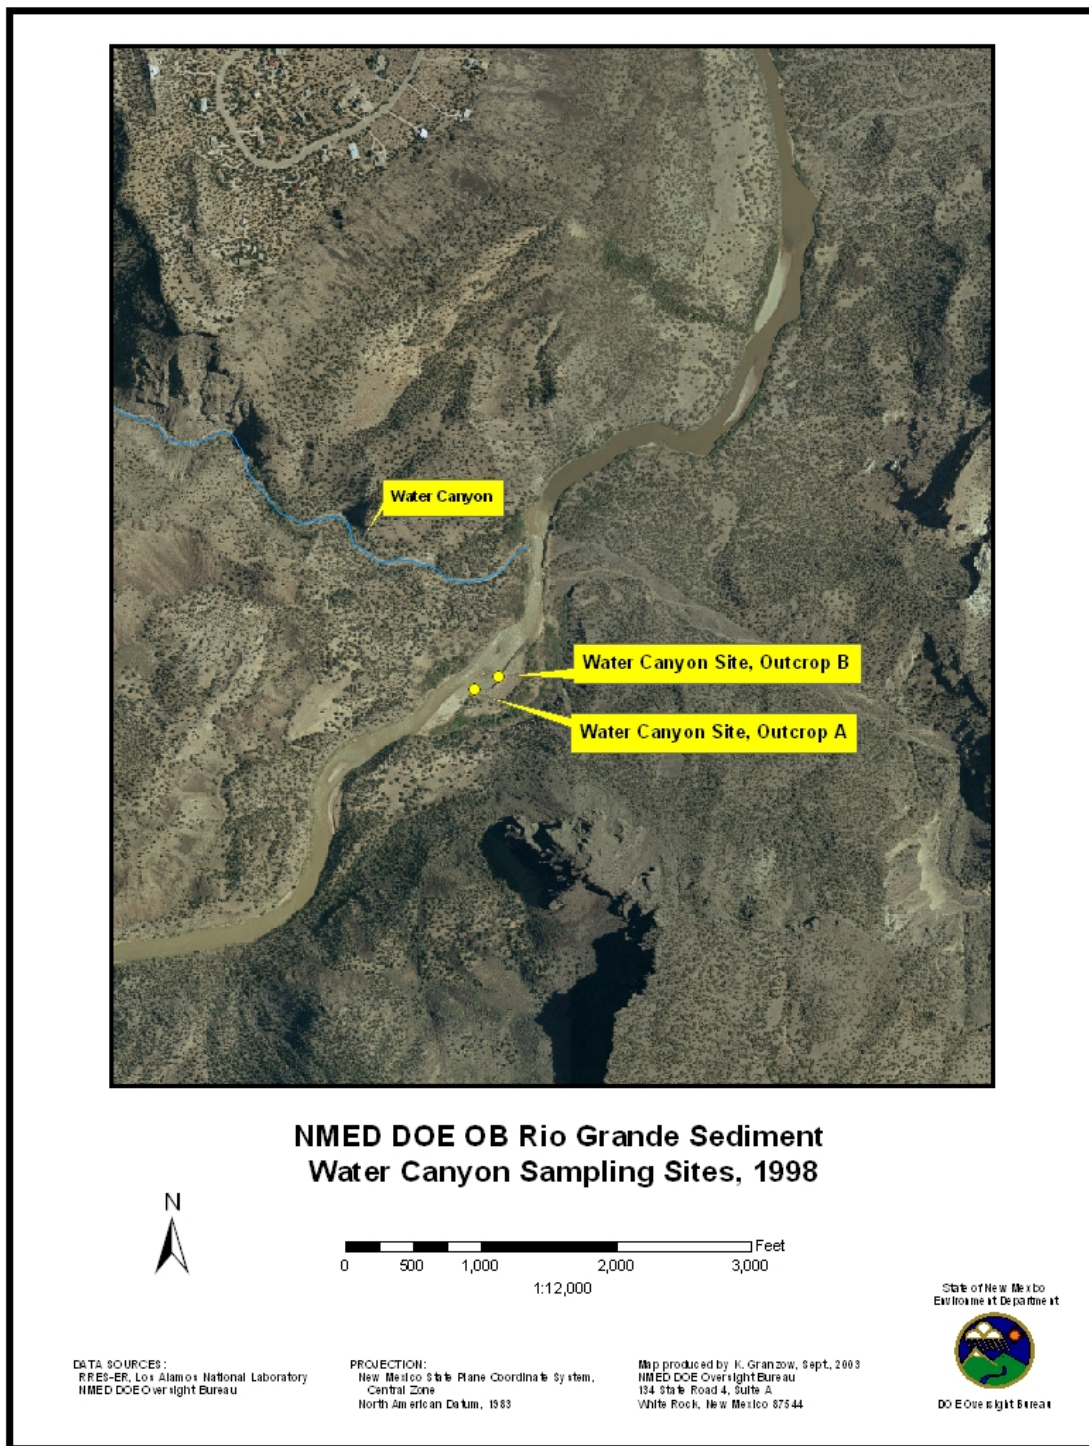 Water Canyon
Water Canyon Site, Outcrop B
Water Canyon Site, Outcrop A
NMED DOE OB Rio Grande Sediment
Water Canyon Sampling Sites, 1998
N
Feet
0 500 1,000 2,000 3,000
1:12,000
State of New Mexico
Environment Department
DATA SOURCES:
RRES-ER, Los Alamos National Laboratory
NMED DOE Oversight Bureau
PROJECTION:
New Mexico State Plane Coordinate System,
Central Zone
North American Datum, 1983
Map produced by K. Granzow, Sept., 2003
NMED DOE Oversight Bureau
134 State Road 4, Suite A
White Rock, New Mexico 87544
DOE Oversight Bureau